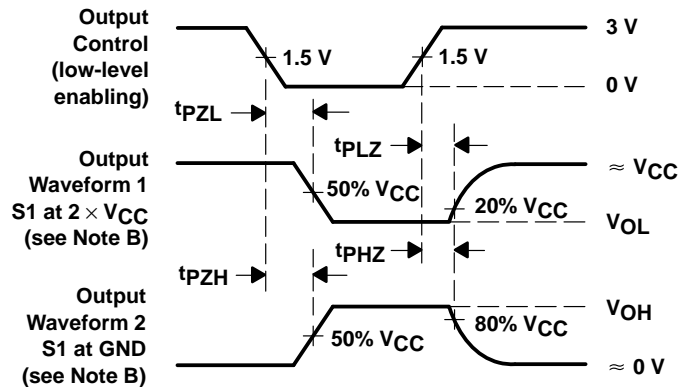 Output
Control
(low-level
enabling)
1.5 V
1.5 V
3 V
0 V
tPZL
tPLZ
Output
Waveform 1
S1 at 2 × VCC
(see Note B)
50% VCC
20% VCC
≈ VCC
VOL
tPZH
tPHZ
Output
Waveform 2
S1 at GND
(see Note B)
50% VCC
80% VCC
VOH
≈ 0 V